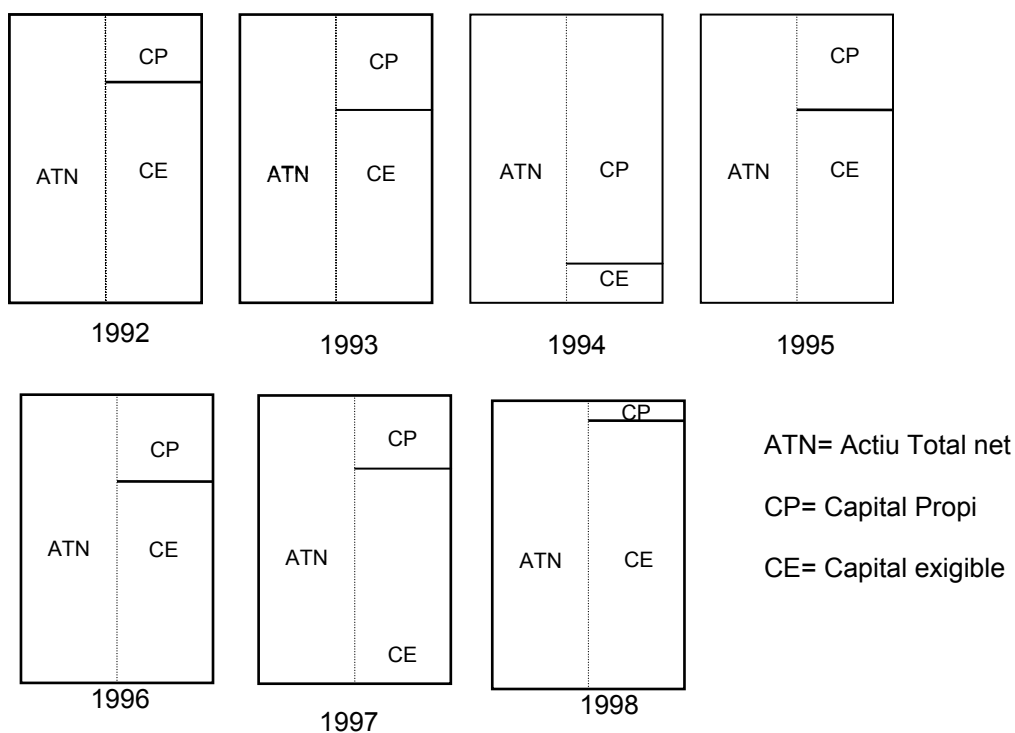 CP
ATN
CE
1992
CP
ATN
CE
1993
ATN
CP
CE
1994
CP
ATN
CE
1995
CP
ATN
CE
1996
CP
ATN
CE
1997
CP
ATN
CE
1998
ATN= Actiu Total net
CP= Capital Propi
CE= Capital exigible